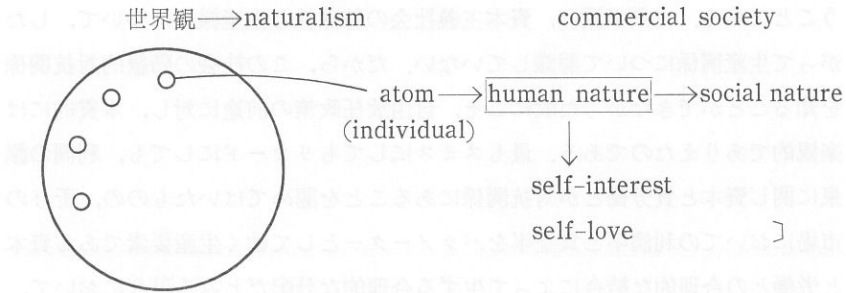 世界観 → naturalism commercial society
atom → human nature → social nature
(individual)
self-interest
self-love 〕